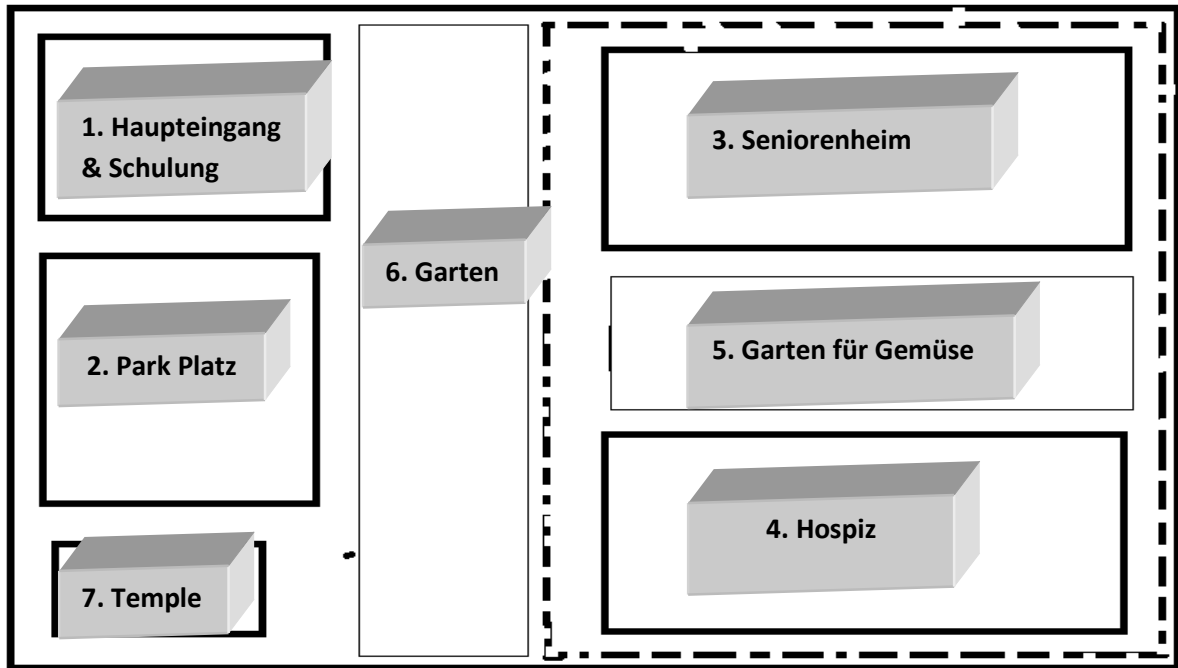 1. Haupteingang
& Schulung
2. Park Platz
7. Temple
6. Garten
3. Seniorenheim
5. Garten für Gemüse
4. Hospiz